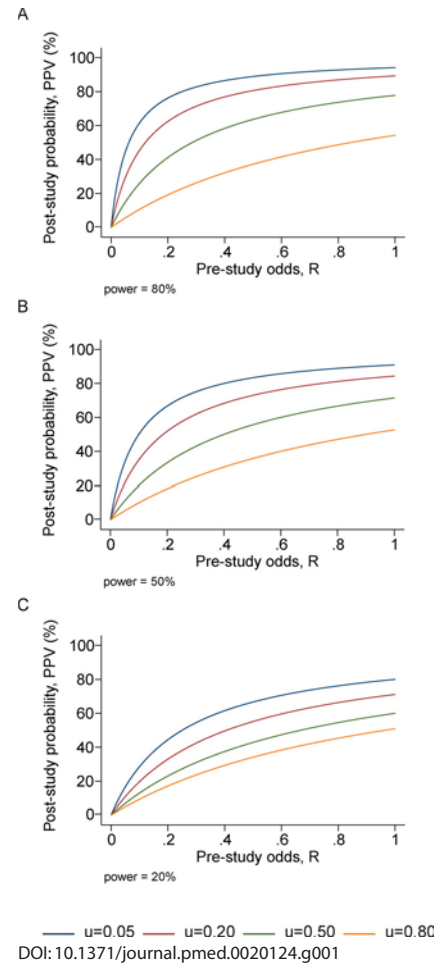 A
Post-study probability, PPV (%)
100
80
60
40
20
0
0 .2 .4 .6 .8 1
Pre-study odds, R
power = 80%
B
Post-study probability, PPV (%)
100
80
60
40
20
0
0 .2 .4 .6 .8 1
Pre-study odds, R
power = 50%
C
Post-study probability, PPV (%)
100
80
60
40
20
0
0 .2 .4 .6 .8 1
Pre-study odds, R
power = 20%
u=0.05 u=0.20 u=0.50 u=0.80
DOI: 10.1371/journal.pmed.0020124.g001